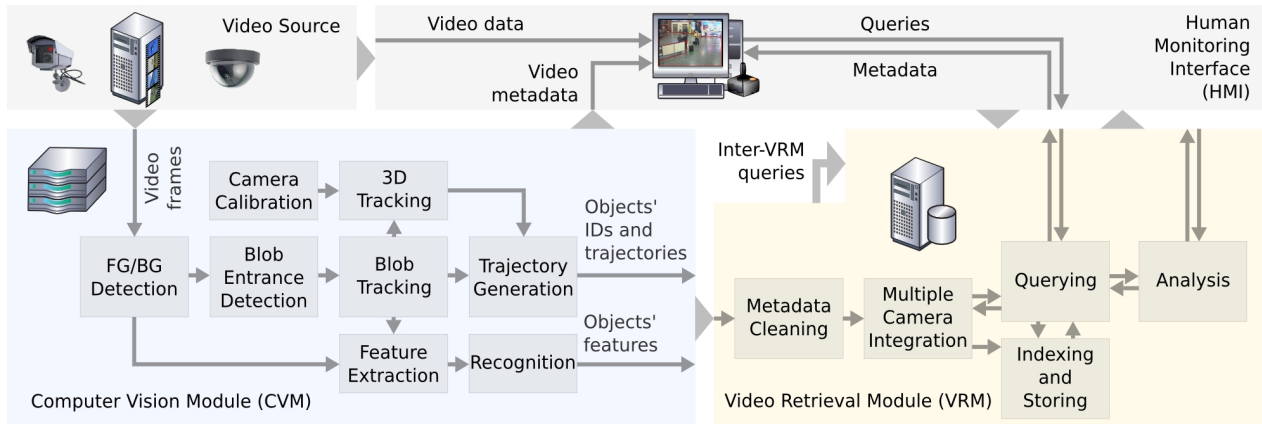 Video Source
Video data
Video
metadata
Queries
Metadata
Human
Monitoring
Interface
(HMI)
Video
frames
Camera
Calibration
3D
Tracking
FG/BG
Detection
Blob
Entrance
Detection
Blob
Tracking
Trajectory
Generation
Feature
Extraction
Recognition
Objects'
IDs and
trajectories
Objects'
features
Computer Vision Module (CVM)
Inter-VRM
queries
Metadata
Cleaning
Multiple
Camera
Integration
Querying
Analysis
Indexing
and
Storing
Video Retrieval Module (VRM)